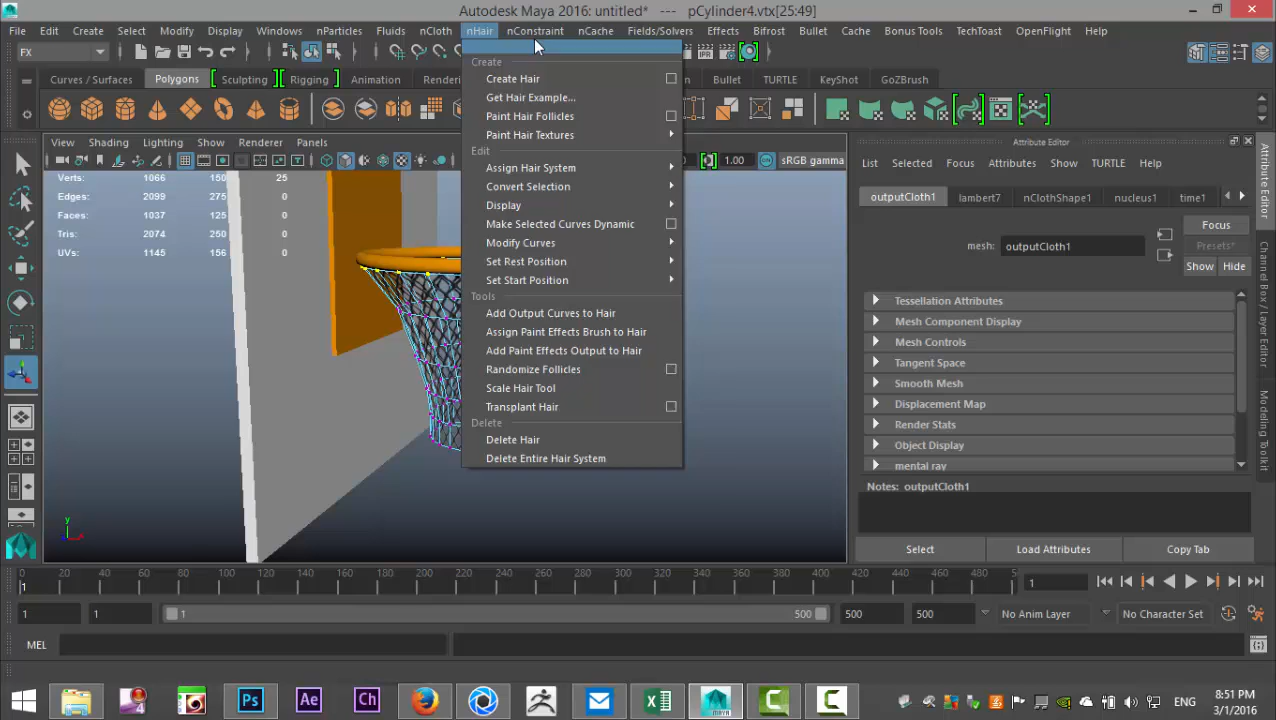 Autodesk Maya 2016: untitled* --- pCylinder4.vtx[25:49]
File Edit Create Select Modify Display Windows nParticles Fluids nCloth nHair nConstraint nCache Fields/Solvers Effects Bifrost Bullet Cache Bonus Tools ToonTrack OpenFlight Help
FX
Curves / Surfaces Polygons Sculpting Rigging Animation Bullet TURTLE KeyShot GoZBrush
View Shading Lighting Show Renderer Panels
1.00 sRGB gamma
Verts: 1066 150 25
Edges: 2099 275 0
Faces: 1037 125 0
Tris: 2074 250 0
UVs: 1145 156 0
Create
Create Hair
Get Hair Example...
Paint Hair Follicles
Paint Hair Textures
Edit
Assign Hair System
Convert Selection
Display
Make Selected Curves Dynamic
Modify Curves
Set Rest Position
Set Start Position
Tools
Add Output Curves to Hair
Assign Paint Effects Brush to Hair
Add Paint Effects Output to Hair
Randomize Follicles
Scale Hair Tool
Transplant Hair
Delete
Delete Hair
Delete Entire Hair System
Attribute Editor
List Selected Focus Attributes Show TURTLE Help
outputCloth1 lambert7 nClothShape1 nucleus1 time1
mesh: outputCloth1
Focus
Presets*
Show Hide
Tessellation Attributes
Mesh Component Display
Mesh Controls
Tangent Space
Smooth Mesh
Displacement Map
Render Stats
Object Display
mental ray
Notes: outputCloth1
Select Load Attributes Copy Tab
Attribute Editor
Channel Box / Layer Editor
Modeling Toolkit
y
0 20 40 60 80 100 120 140 160 180 200 220 240 260 280 300 320 340 360 380 400 420 440 460 480 5
1 1
1 1 1 500 500 500 No Anim Layer No Character Set
MEL
Ps Ae Ch
ENG
8:51 PM
3/1/2016